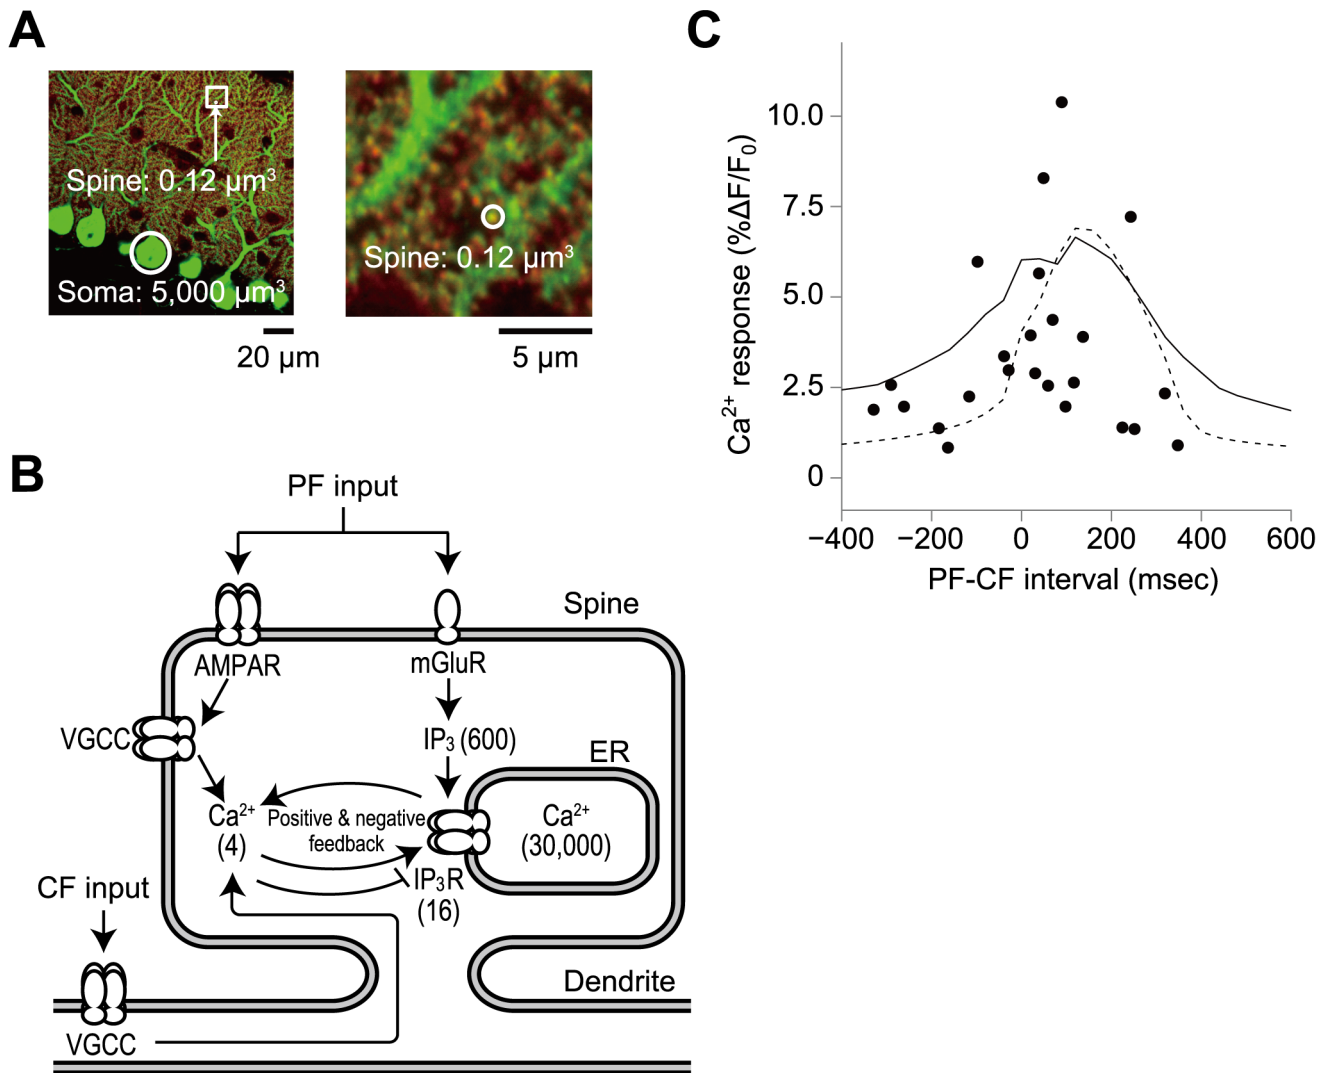 A
Spine: 0.12 µm³
Soma: 5,000 µm³
20 µm
Spine: 0.12 µm³
5 µm
B
PF input
Spine
AMPAR
mGluR
VGCC
IP₃ (600)
ER
Ca²⁺
(4)
Positive & negative
feedback
Ca²⁺
(30,000)
IP₃R
(16)
CF input
Dendrite
VGCC
C
Ca²⁺ response (%ΔF/F₀)
10.0
7.5
5.0
2.5
0
−400 −200 0 200 400 600
PF-CF interval (msec)